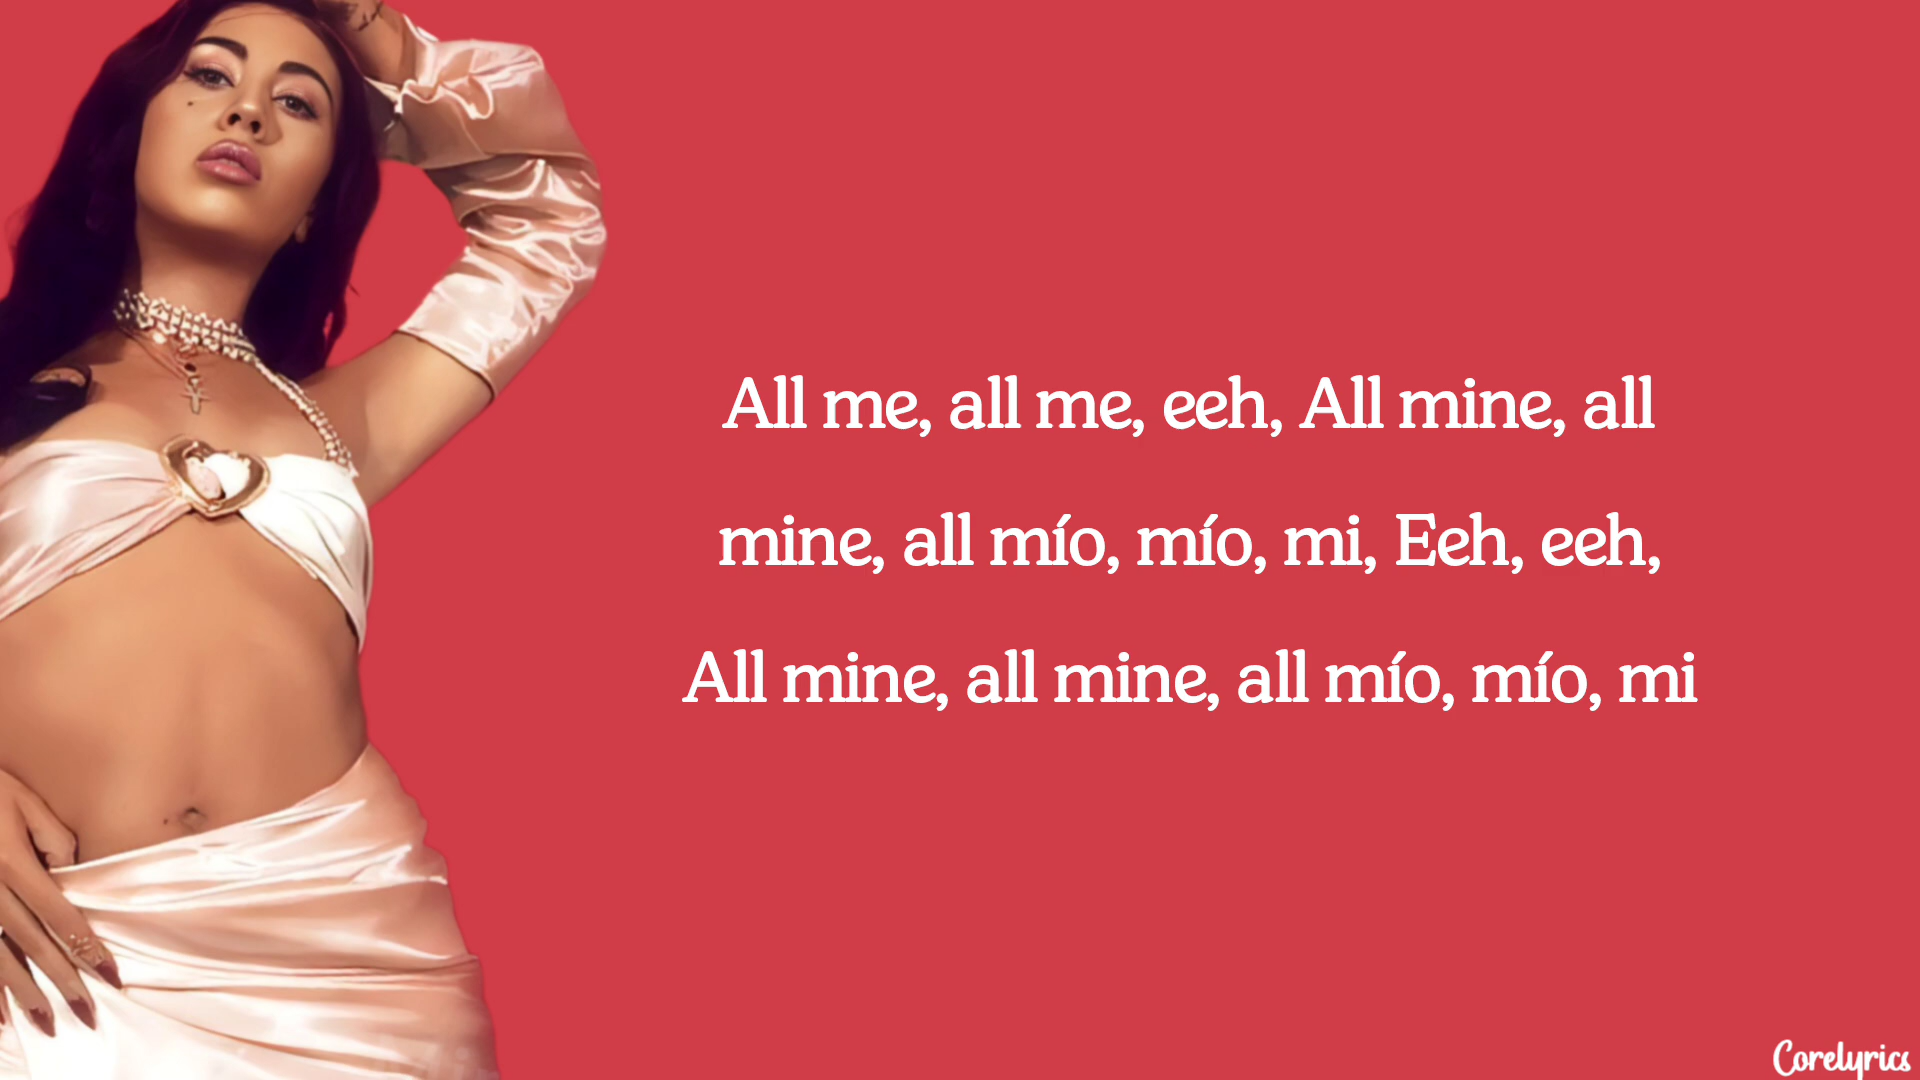 All me, all me, eeh, All mine, all
mine, all mío, mío, mi, Eeh, eeh,
All mine, all mine, all mío, mío, mi
Corelyrics